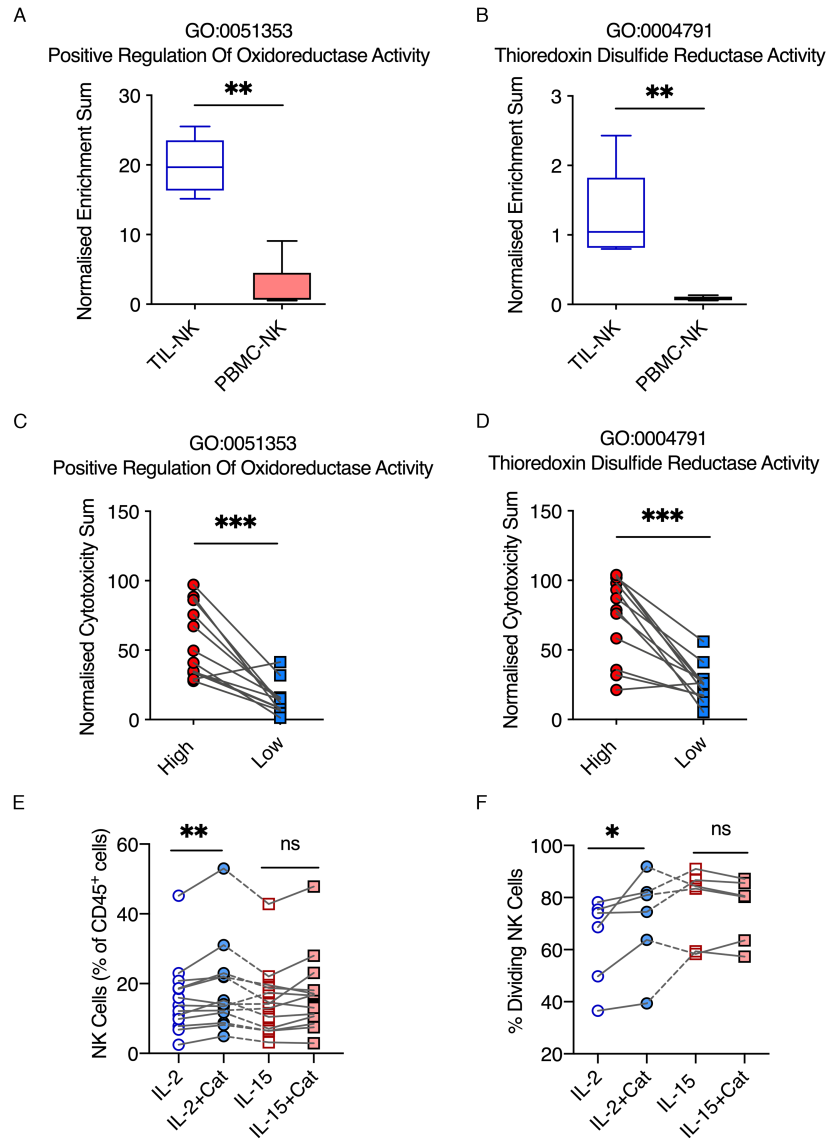 A
GO:0051353
Positive Regulation Of Oxidoreductase Activity
Normalised Enrichment Sum
30
20
10
0
**
TIL-NK
PBMC-NK
B
GO:0004791
Thioredoxin Disulfide Reductase Activity
Normalised Enrichment Sum
3
2
1
0
**
TIL-NK
PBMC-NK
C
GO:0051353
Positive Regulation Of Oxidoreductase Activity
Normalised Cytotoxicity Sum
150
100
50
0
***
High
Low
D
GO:0004791
Thioredoxin Disulfide Reductase Activity
Normalised Cytotoxicity Sum
150
100
50
0
***
High
Low
E
NK Cells (% of CD45⁺ cells)
60
40
20
0
**
ns
IL-2
IL-2+Cat
IL-15
IL-15+Cat
F
% Dividing NK Cells
100
80
60
40
20
*
ns
IL-2
IL-2+Cat
IL-15
IL-15+Cat